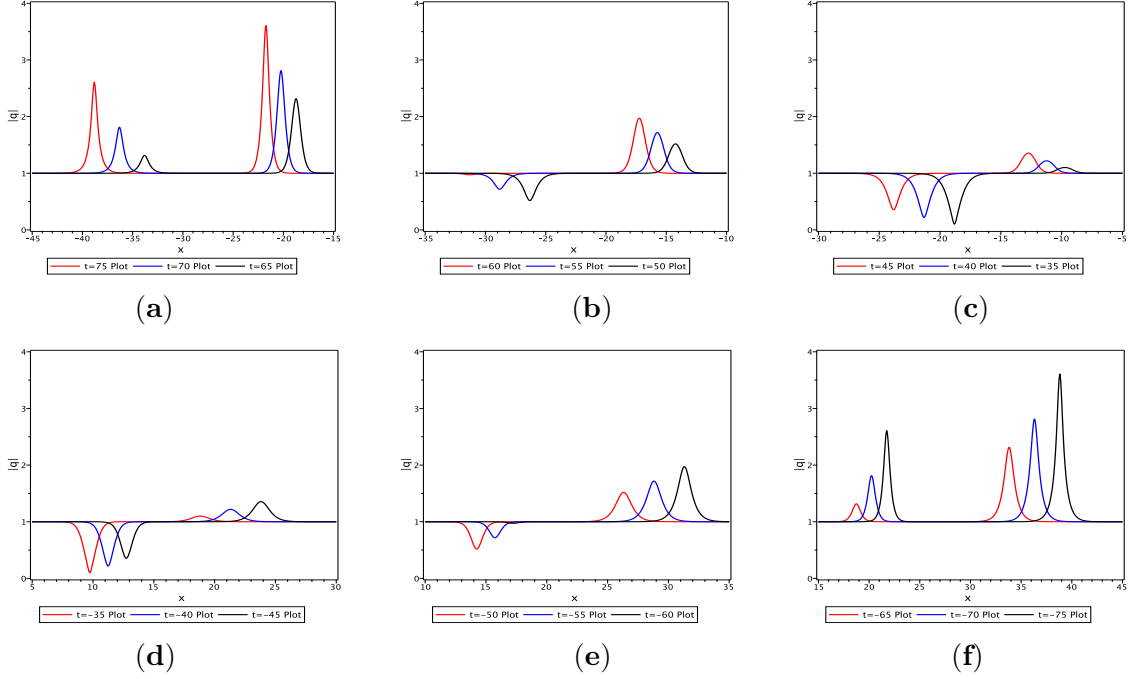 4
3
2
1
0
|q|
-45 -40 -35 -30 -25 -20 -15
x
t=75 Plot t=70 Plot t=65 Plot
(a)
4
3
2
1
0
|q|
-35 -30 -25 -20 -15 -10
x
t=60 Plot t=55 Plot t=50 Plot
(b)
4
3
2
1
0
|q|
-30 -25 -20 -15 -10 -5
x
t=45 Plot t=40 Plot t=35 Plot
(c)
4
3
2
1
0
|q|
5 10 15 20 25 30
x
t=-35 Plot t=-40 Plot t=-45 Plot
(d)
4
3
2
1
0
|q|
10 15 20 25 30 35
x
t=-50 Plot t=-55 Plot t=-60 Plot
(e)
4
3
2
1
0
|q|
15 20 25 30 35 40 45
x
t=-65 Plot t=-70 Plot t=-75 Plot
(f)